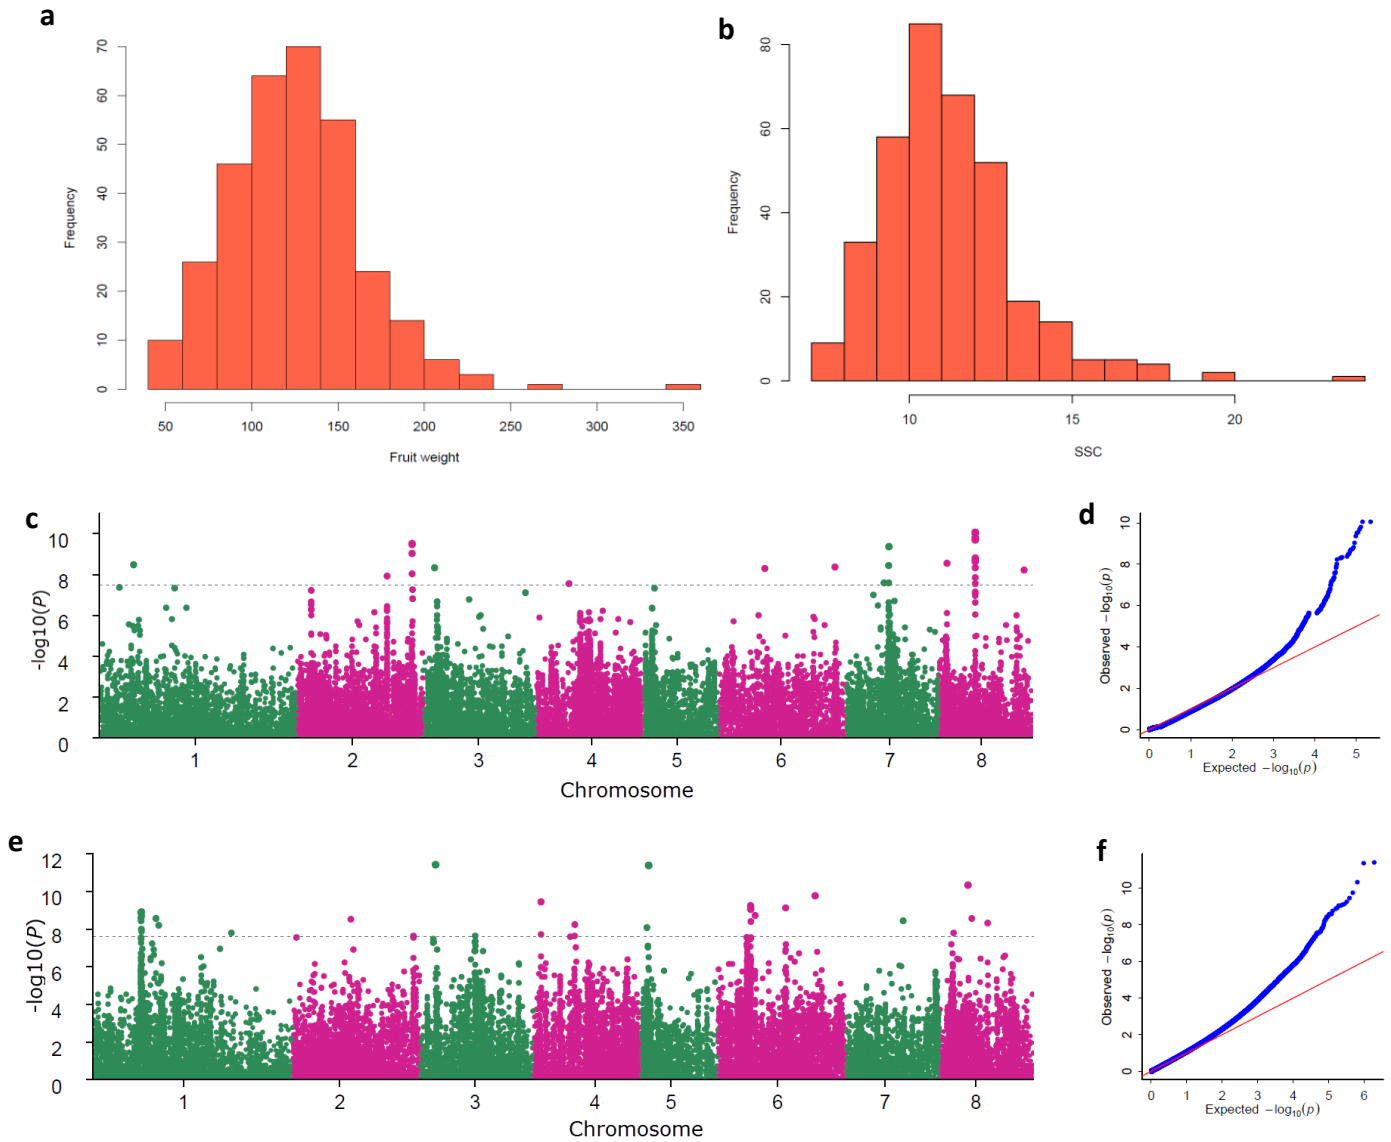 a
70
60
50
40
30
20
10
0
Frequency
50 100 150 200 250 300 350
Fruit weight
b
80
60
40
20
0
Frequency
10 15 20
SSC
c
10
8
6
4
2
0
-log10(P)
1 2 3 4 5 6 7 8
Chromosome
d
10
8
6
4
2
0
Observed −log10(p)
0 1 2 3 4 5
Expected −log10(p)
e
12
10
8
6
4
2
0
-log10(P)
1 2 3 4 5 6 7 8
Chromosome
f
10
8
6
4
2
0
Observed −log10(p)
0 1 2 3 4 5 6
Expected −log10(p)